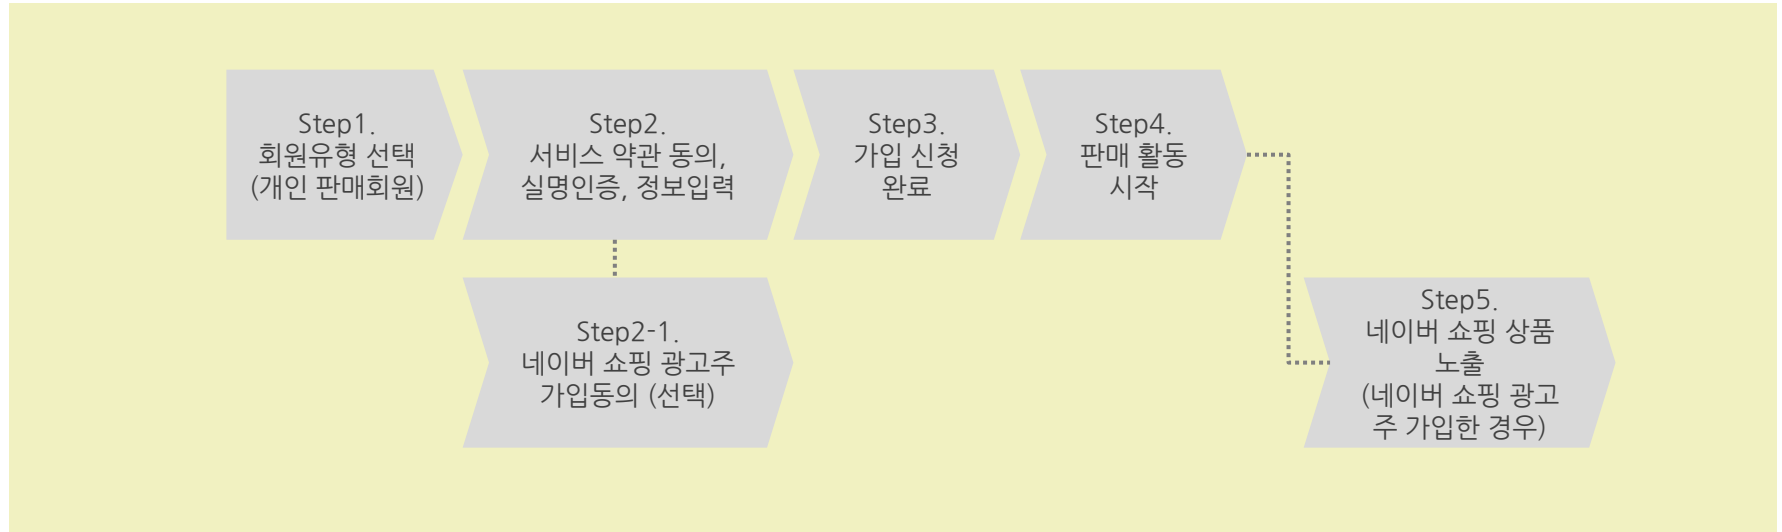 Step1.
회원유형 선택
(개인 판매회원)
Step2.
서비스 약관 동의,
실명인증, 정보입력
Step3.
가입 신청
완료
Step4.
판매 활동
시작
Step2-1.
네이버 쇼핑 광고주
가입동의 (선택)
Step5.
네이버 쇼핑 상품
노출
(네이버 쇼핑 광고
주 가입한 경우)